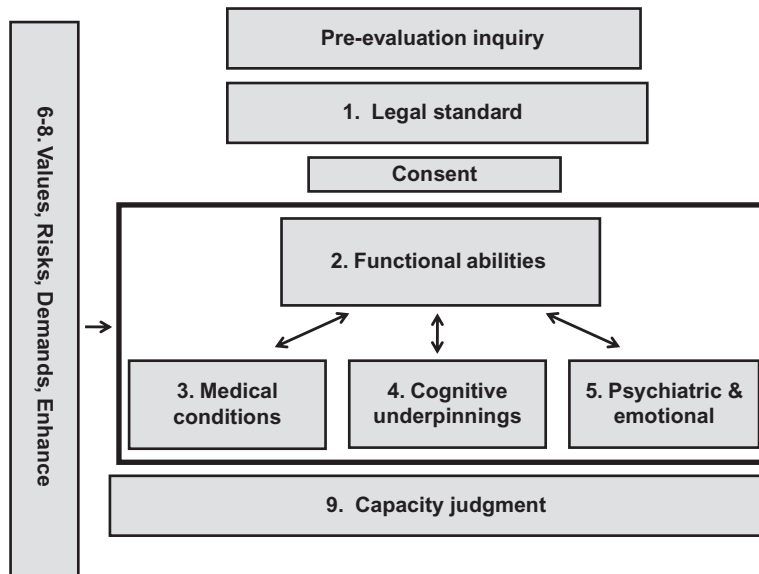 Pre-evaluation inquiry
1. Legal standard
Consent
6-8. Values, Risks, Demands, Enhance
2. Functional abilities
3. Medical
conditions
4. Cognitive
underpinnings
5. Psychiatric &
emotional
9. Capacity judgment